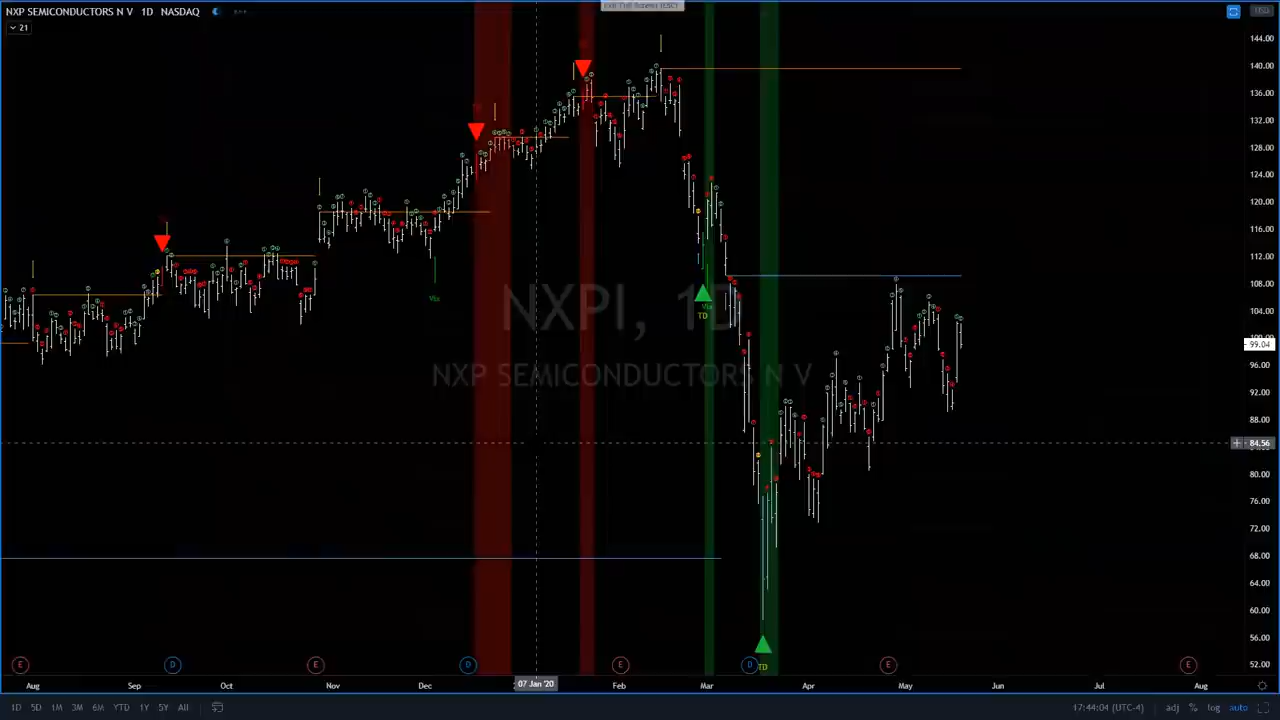 NXP SEMICONDUCTORS N V 1D NASDAQ
21
144.00
140.00
136.00
132.00
128.00
124.00
120.00
116.00
112.00
108.00
104.00
99.04
96.00
92.00
88.00
84.56
80.00
76.00
72.00
68.00
64.00
60.00
56.00
52.00
NXPI, 1D
NXP SEMICONDUCTORS N V
Vix
Vix
TD
TD
E D E D E D E E
Aug Sep Oct Nov Dec 07 Jan '20 Feb Mar Apr May Jun Jul Aug
1D 5D 1M 3M 6M YTD 1Y 5Y All 17:44:04 (UTC-4) adj % log auto